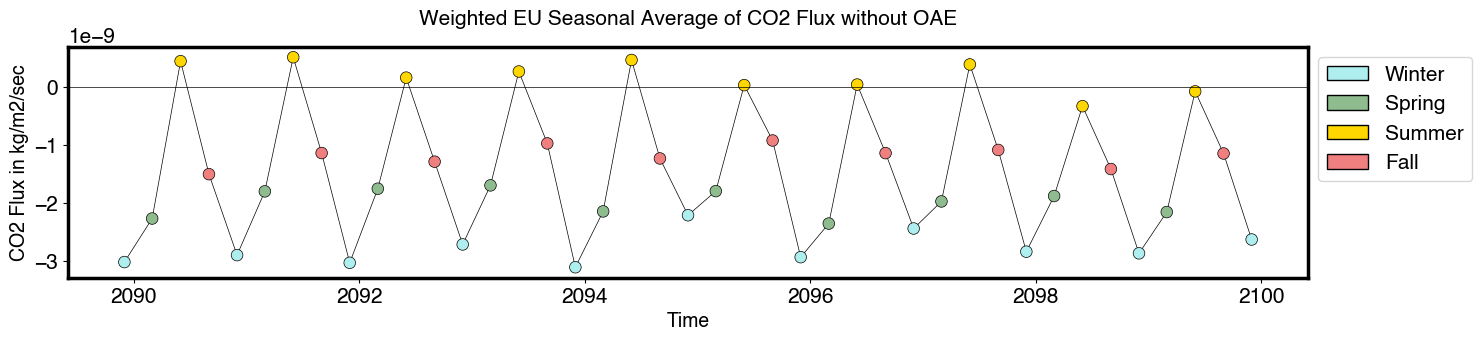 Weighted EU Seasonal Average of CO2 Flux without OAE
1e−9
0
−1
−2
−3
CO2 Flux in kg/m2/sec
2090 2092 2094 2096 2098 2100
Time
Winter
Spring
Summer
Fall